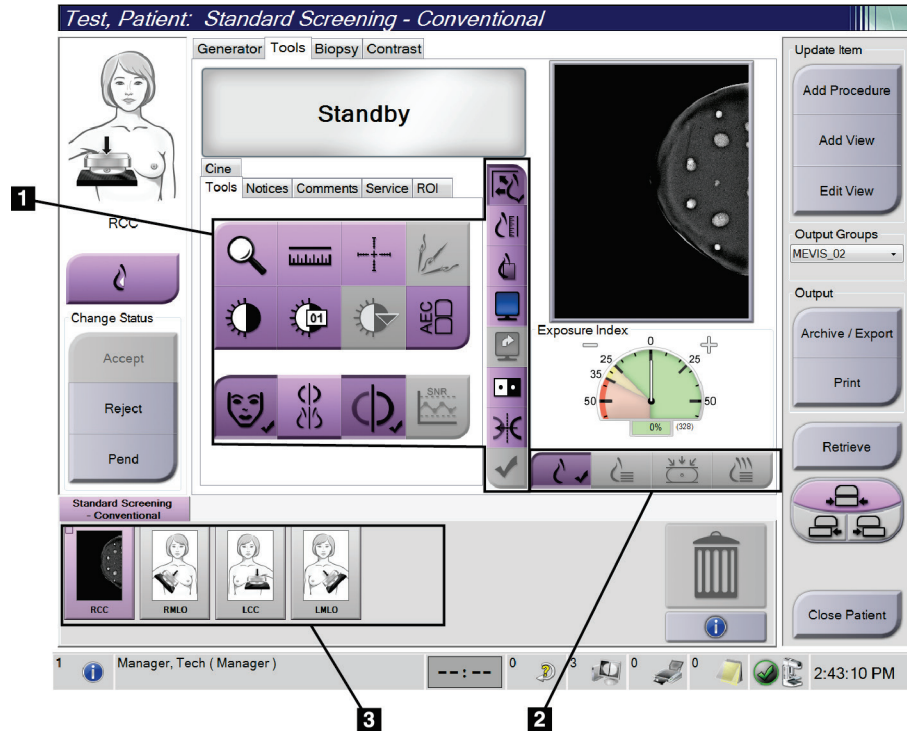 Test, Patient: Standard Screening - Conventional
Generator Tools Biopsy Contrast
Standby
Cine
Tools Notices Comments Service ROI
1
RCC
01
AEC
SNR
Change Status
Accept
Reject
Pend
Exposure Index
0
25 25
35
50 50
0% (328)
Update Item
Add Procedure
Add View
Edit View
Output Groups
MEVIS_02
Output
Archive / Export
Print
Retrieve
Close Patient
Standard Screening
- Conventional
RCC RMLO LCC LMLO
1 Manager, Tech ( Manager ) --:-- 0 3 0 0 2:43:10 PM
3 2